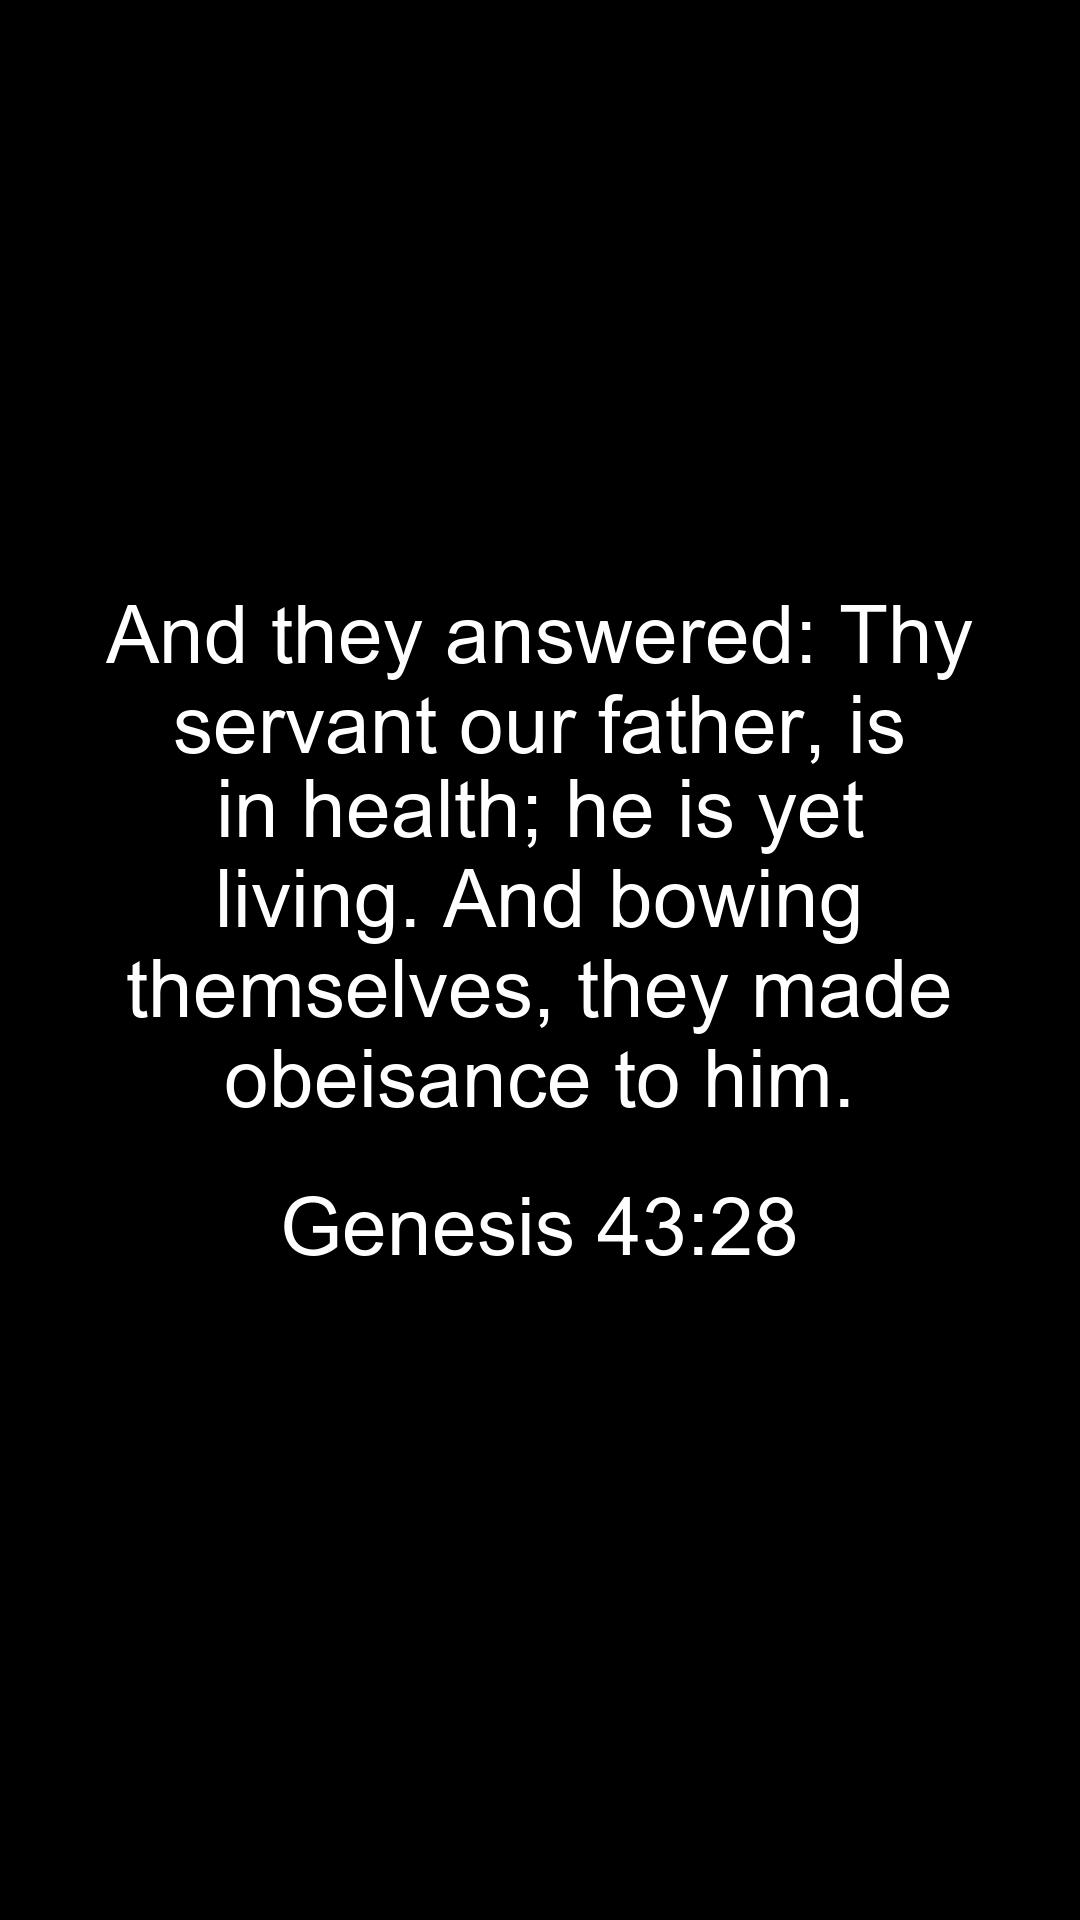 And they answered: Thy
servant our father, is
in health; he is yet
living. And bowing
themselves, they made
obeisance to him.
Genesis 43:28